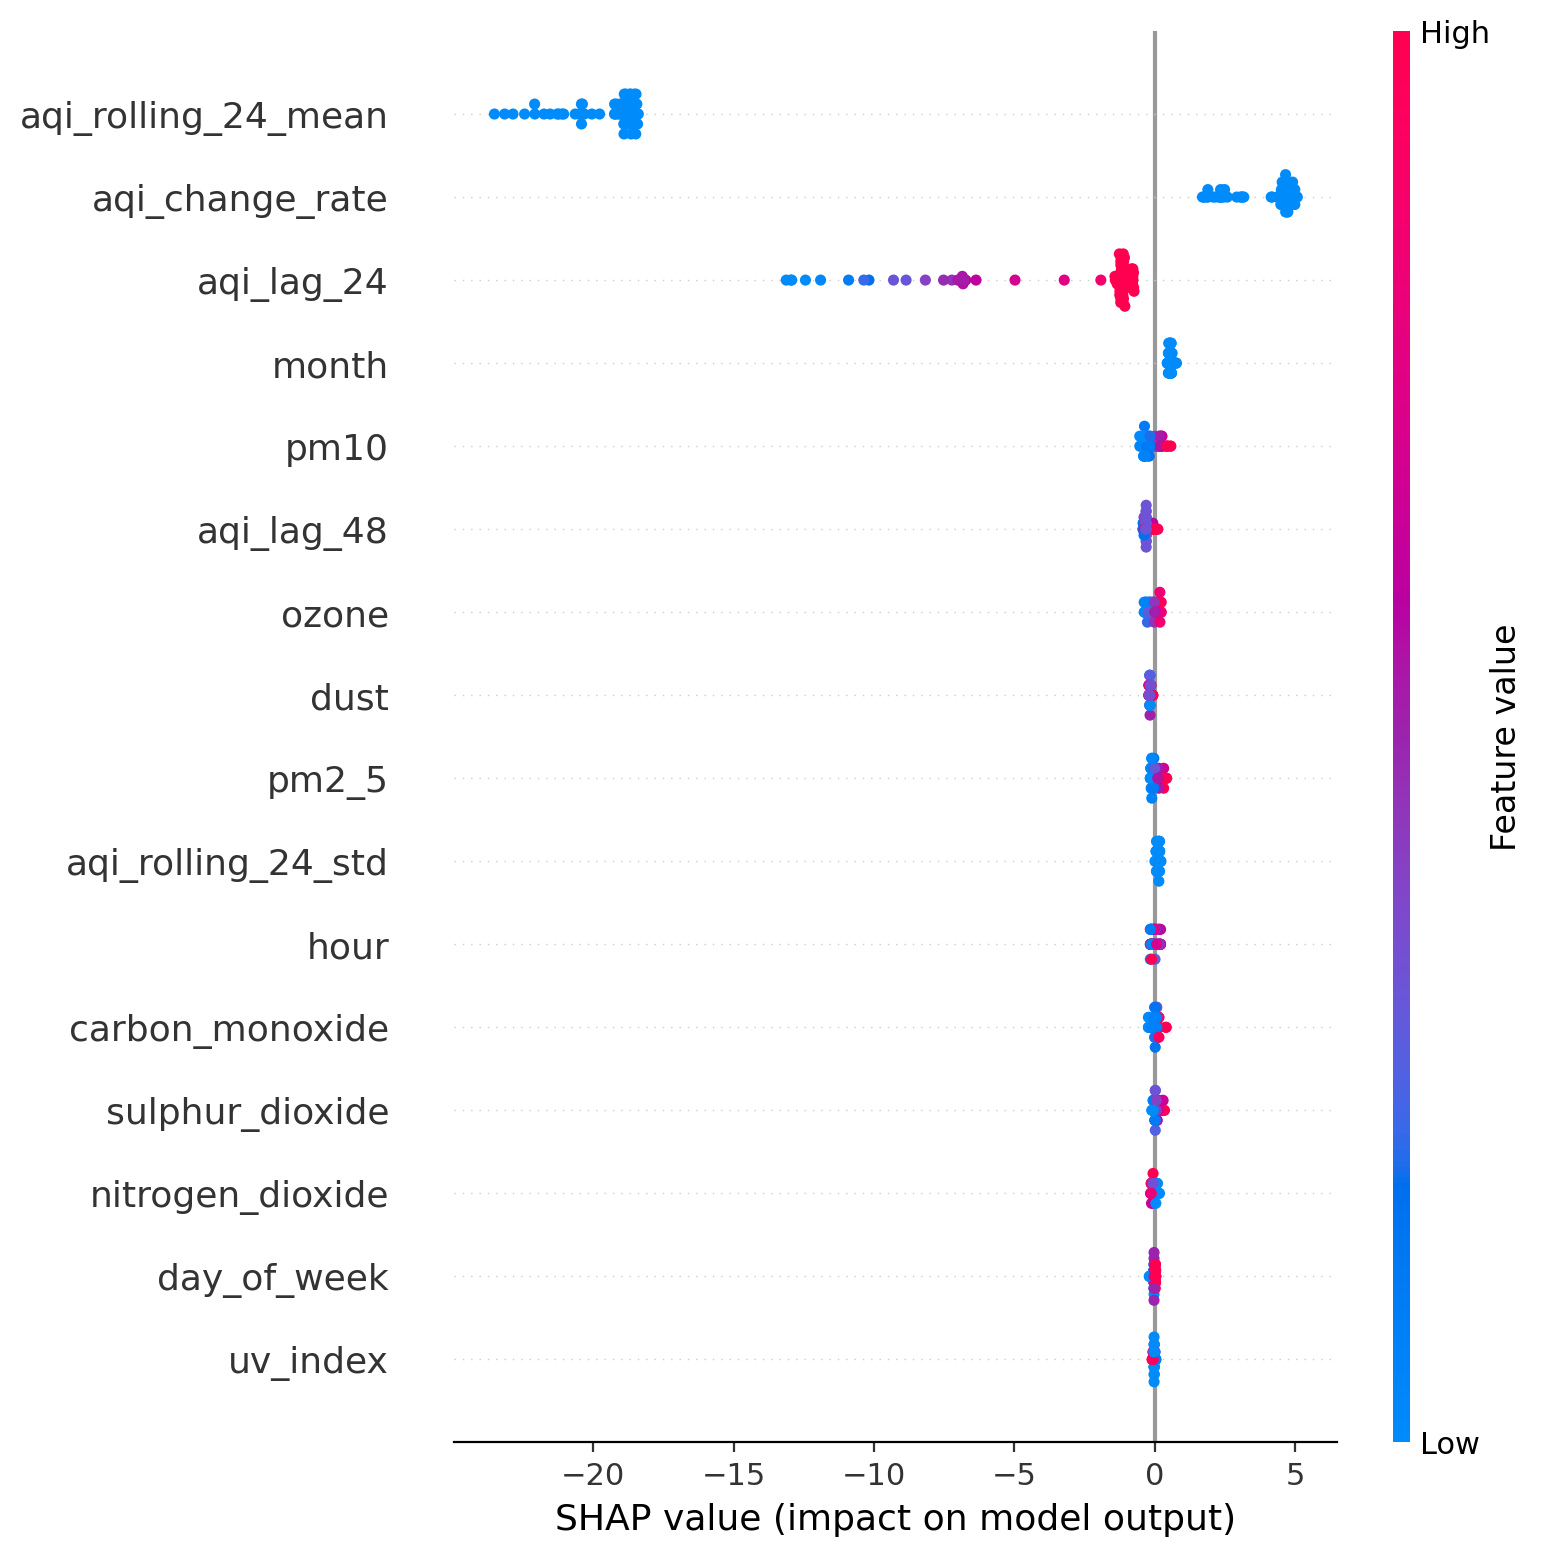 High
aqi_rolling_24_mean
aqi_change_rate
aqi_lag_24
month
pm10
aqi_lag_48
ozone
dust
pm2_5
aqi_rolling_24_std
hour
carbon_monoxide
sulphur_dioxide
nitrogen_dioxide
day_of_week
uv_index
Feature value
Low
−20 −15 −10 −5 0 5
SHAP value (impact on model output)